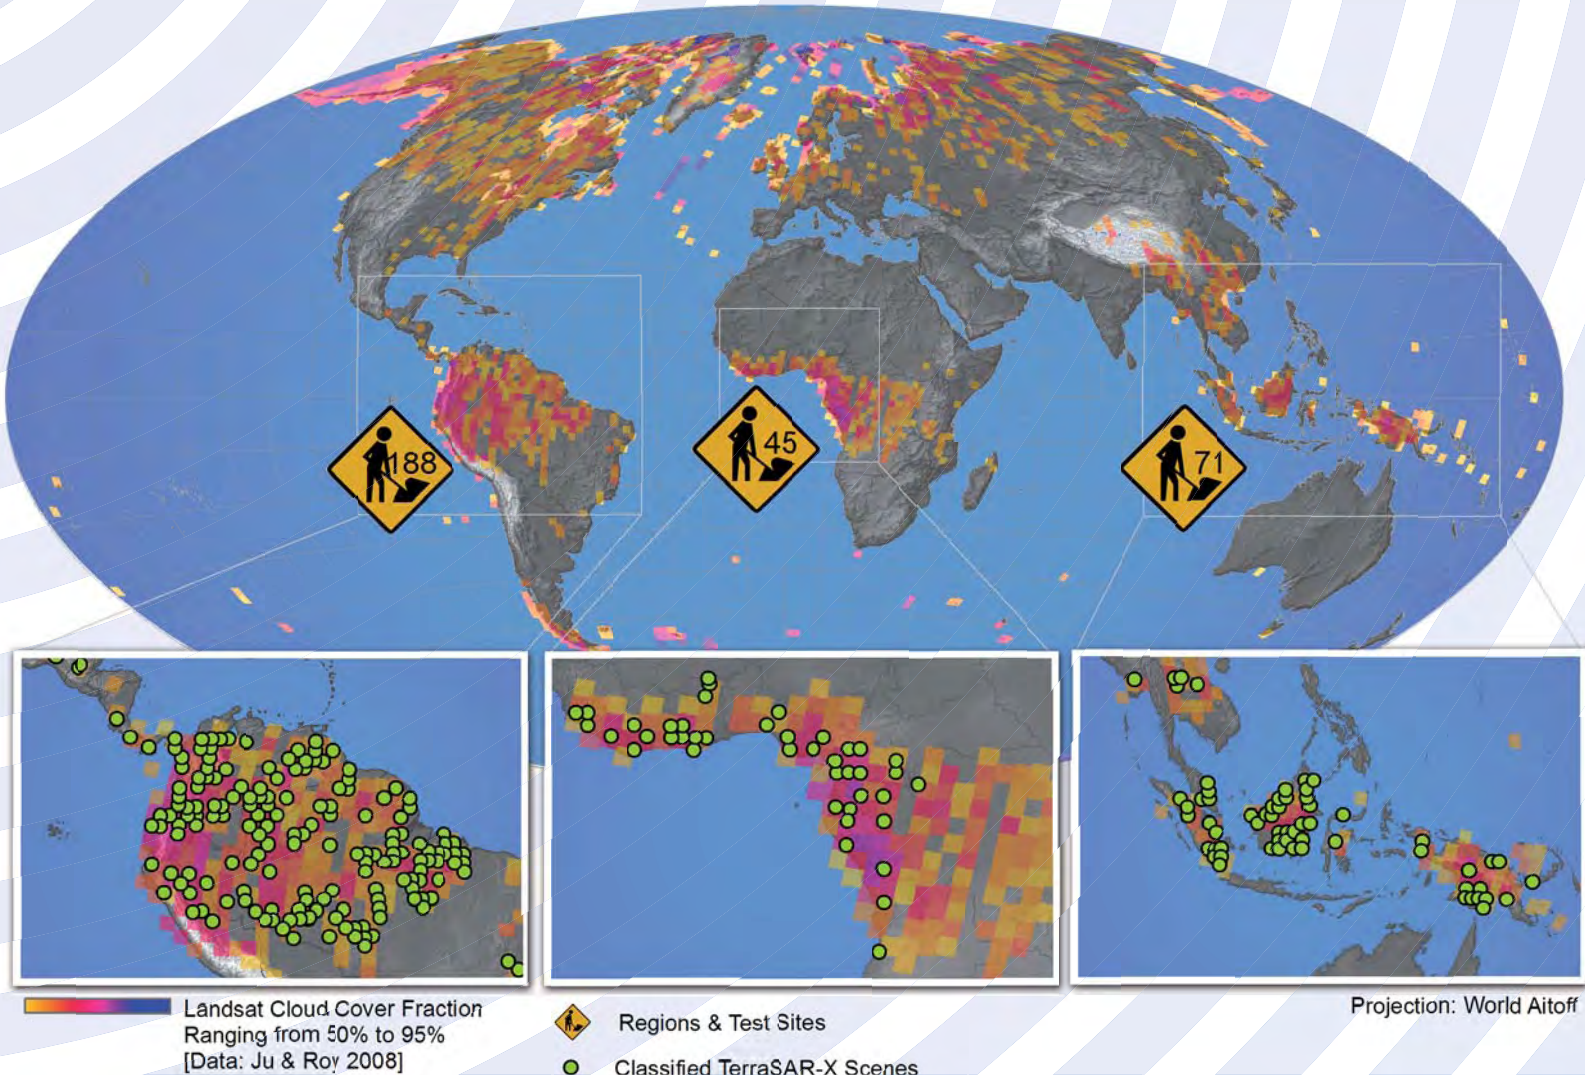 188
45
71
Landsat Cloud Cover Fraction
Ranging from 50% to 95%
[Data: Ju & Roy 2008]
Regions & Test Sites
Classified TerraSAR-X Scenes
Projection: World Aitoff